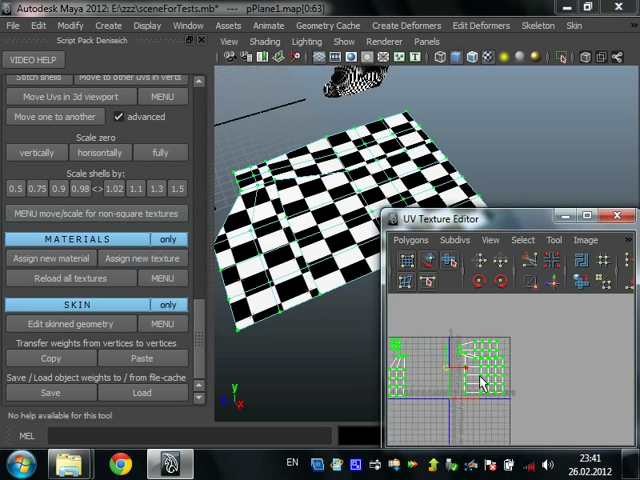 Autodesk Maya 2012: E:\zzz\sceneForTests.mb* --- pPlane1.map[0:63]
File Edit Modify Create Display Window Assets Animate Geometry Cache Create Deformers Edit Deformers Skeleton Skin
Script Pack Deniseich
View Shading Lighting Show Renderer Panels
VIDEO HELP
Stitch shells Move to other UVs in verts
Move Uvs in 3d viewport MENU
Move one to another advanced
Scale zero
vertically horisontally fully
Scale shells by:
0.5 0.75 0.9 0.98 <> 1.02 1.1 1.3 1.5
MENU move/scale for non-square textures
MATERIALS only
Assign new material Assign new texture
Reload all textures MENU
SKIN only
Edit skinned geometry MENU
Transfer weights from vertices to vertices
Copy Paste
Save / Load object weights to / from file-cache
Save Load
UV Texture Editor
Polygons Subdivs View Select Tool Image
y
x
No help available for this tool
MEL
EN
23:41
26.02.2012